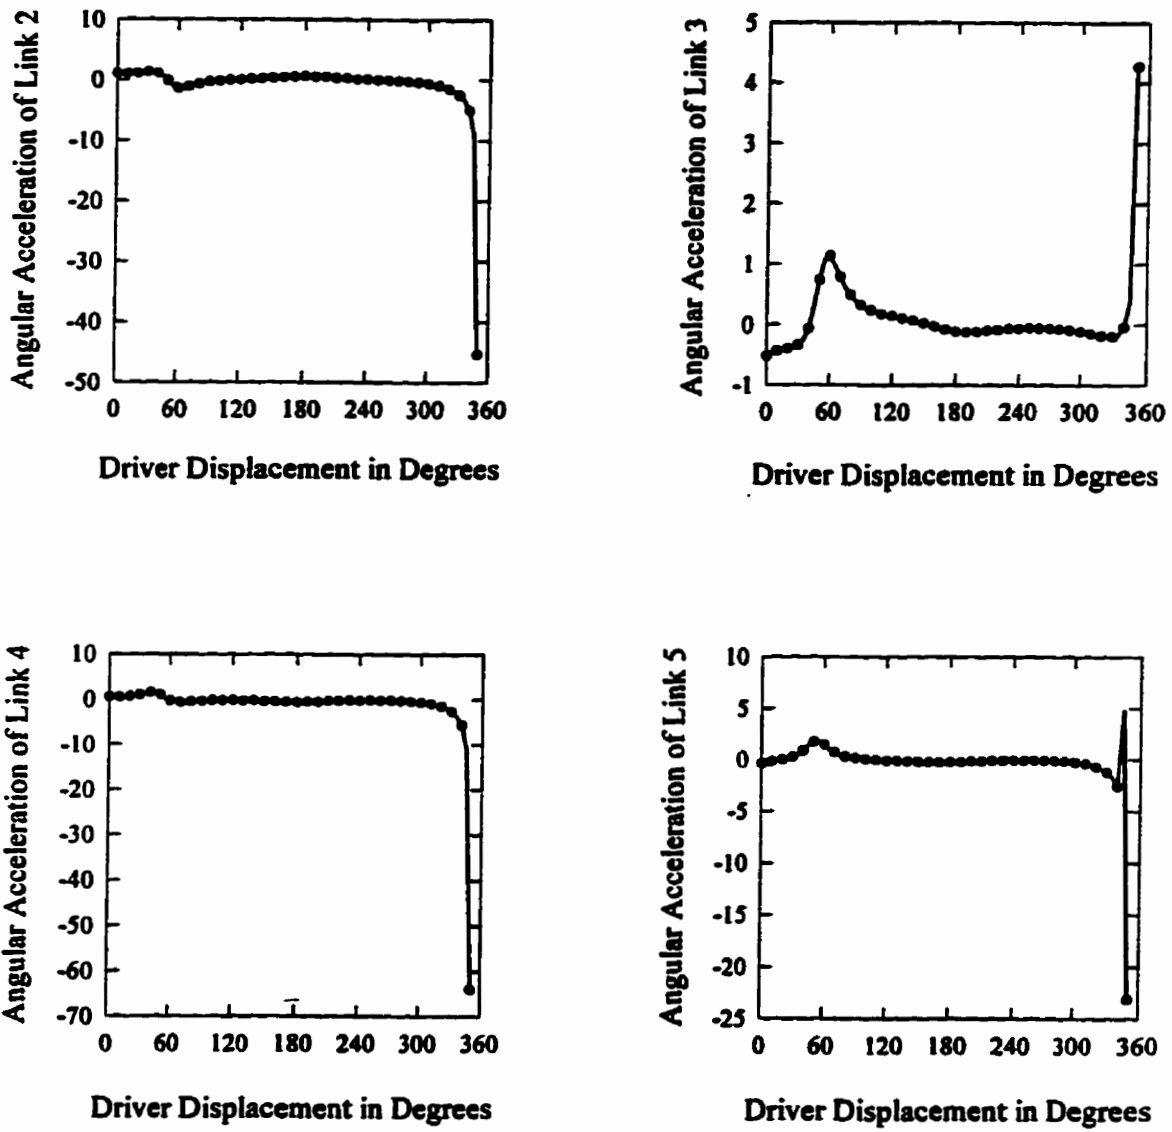 Angular Acceleration of Link 2
10
0
-10
-20
-30
-40
-50
0 60 120 180 240 300 360
Driver Displacement in Degrees
Angular Acceleration of Link 3
5
4
3
2
1
0
-1
0 60 120 180 240 300 360
Driver Displacement in Degrees
Angular Acceleration of Link 4
10
0
-10
-20
-30
-40
-50
-60
-70
0 60 120 180 240 300 360
Driver Displacement in Degrees
Angular Acceleration of Link 5
10
5
0
-5
-10
-15
-20
-25
0 60 120 180 240 300 360
Driver Displacement in Degrees